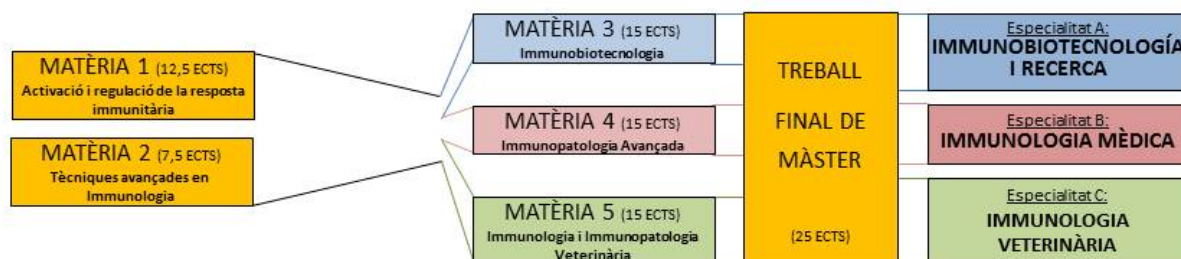 MATÈRIA 1 (12,5 ECTS)
Activació i regulació de la resposta
immunitària
MATÈRIA 2 (7,5 ECTS)
Tècniques avançades en
Immunologia
MATÈRIA 3 (15 ECTS)
Immunobiotecnologia
MATÈRIA 4 (15 ECTS)
Immunopatologia Avançada
MATÈRIA 5 (15 ECTS)
Immunologia i Immunopatologia
Veterinària
TREBALL
FINAL DE
MÀSTER
(25 ECTS)
Especialitat A:
IMMUNOBIOTECNOLOGÍA
I RECERCA
Especialitat B:
IMMUNOLOGIA MÈDICA
Especialitat C:
IMMUNOLOGIA
VETERINÀRIA